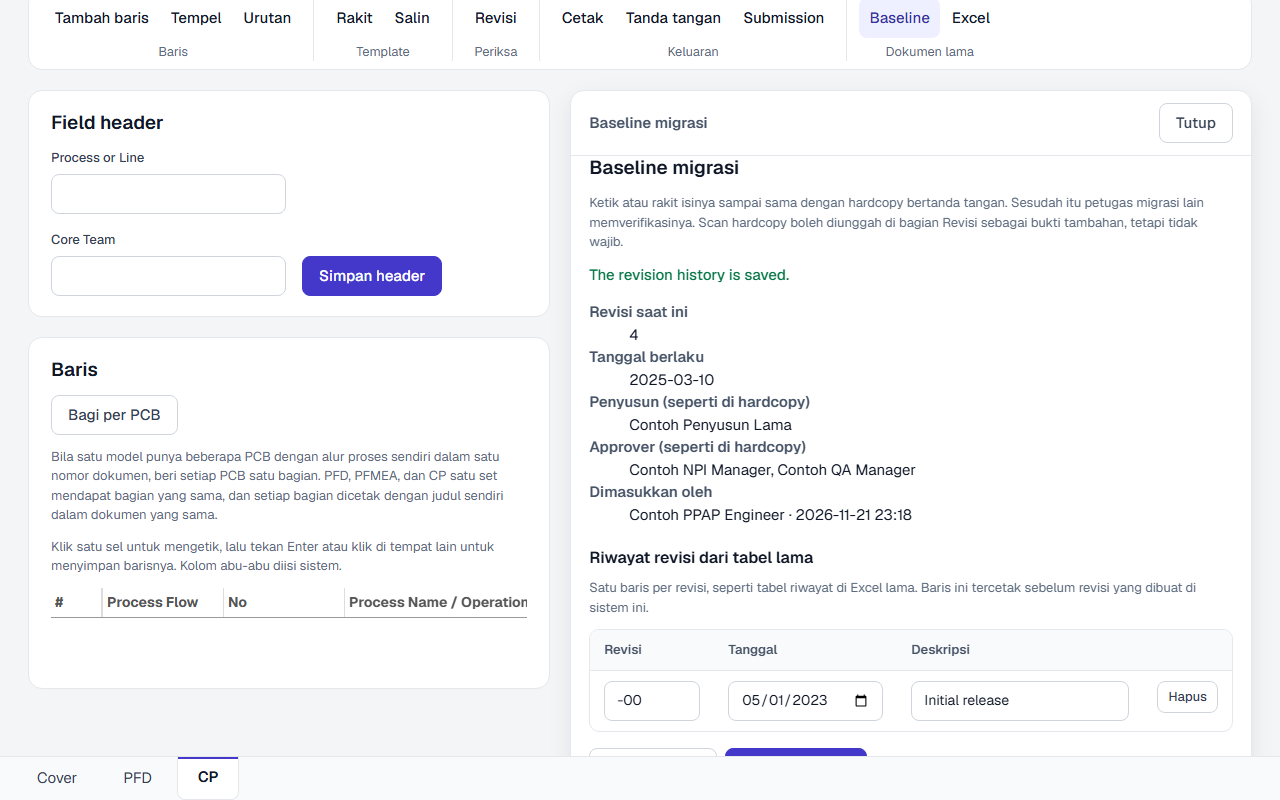 Tambah baris Tempel Urutan Rakit Salin Revisi Cetak Tanda tangan Submission Baseline Excel
Baris Template Periksa Keluaran Dokumen lama
Field header
Process or Line
Core Team
Simpan header
Baris
Bagi per PCB
Bila satu model punya beberapa PCB dengan alur proses sendiri dalam satu
nomor dokumen, beri setiap PCB satu bagian. PFD, PFMEA, dan CP satu set
mendapat bagian yang sama, dan setiap bagian dicetak dengan judul sendiri
dalam dokumen yang sama.
Klik satu sel untuk mengetik, lalu tekan Enter atau klik di tempat lain untuk
menyimpan barisnya. Kolom abu-abu diisi sistem.
# Process Flow No Process Name / Operation
Baseline migrasi Tutup
Baseline migrasi
Ketik atau rakit isinya sampai sama dengan hardcopy bertanda tangan. Sesudah itu petugas migrasi lain
memverifikasinya. Scan hardcopy boleh diunggah di bagian Revisi sebagai bukti tambahan, tetapi tidak
wajib.
The revision history is saved.
Revisi saat ini
4
Tanggal berlaku
2025-03-10
Penyusun (seperti di hardcopy)
Contoh Penyusun Lama
Approver (seperti di hardcopy)
Contoh NPI Manager, Contoh QA Manager
Dimasukkan oleh
Contoh PPAP Engineer · 2026-11-21 23:18
Riwayat revisi dari tabel lama
Satu baris per revisi, seperti tabel riwayat di Excel lama. Baris ini tercetak sebelum revisi yang dibuat di
sistem ini.
Revisi Tanggal Deskripsi
-00 05/01/2023 Initial release Hapus
Cover PFD CP